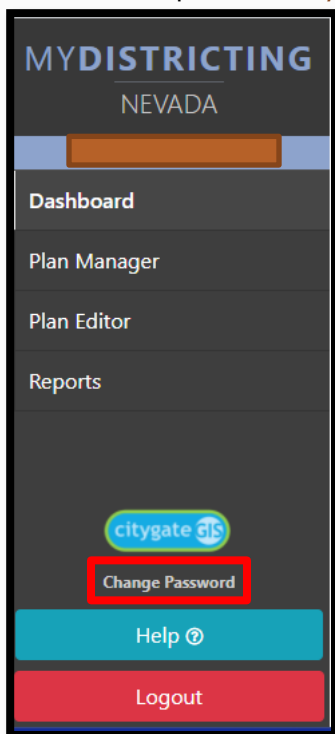 MYDISTRICTING
NEVADA
Dashboard
Plan Manager
Plan Editor
Reports
citygate GIS
Change Password
Help ?
Logout